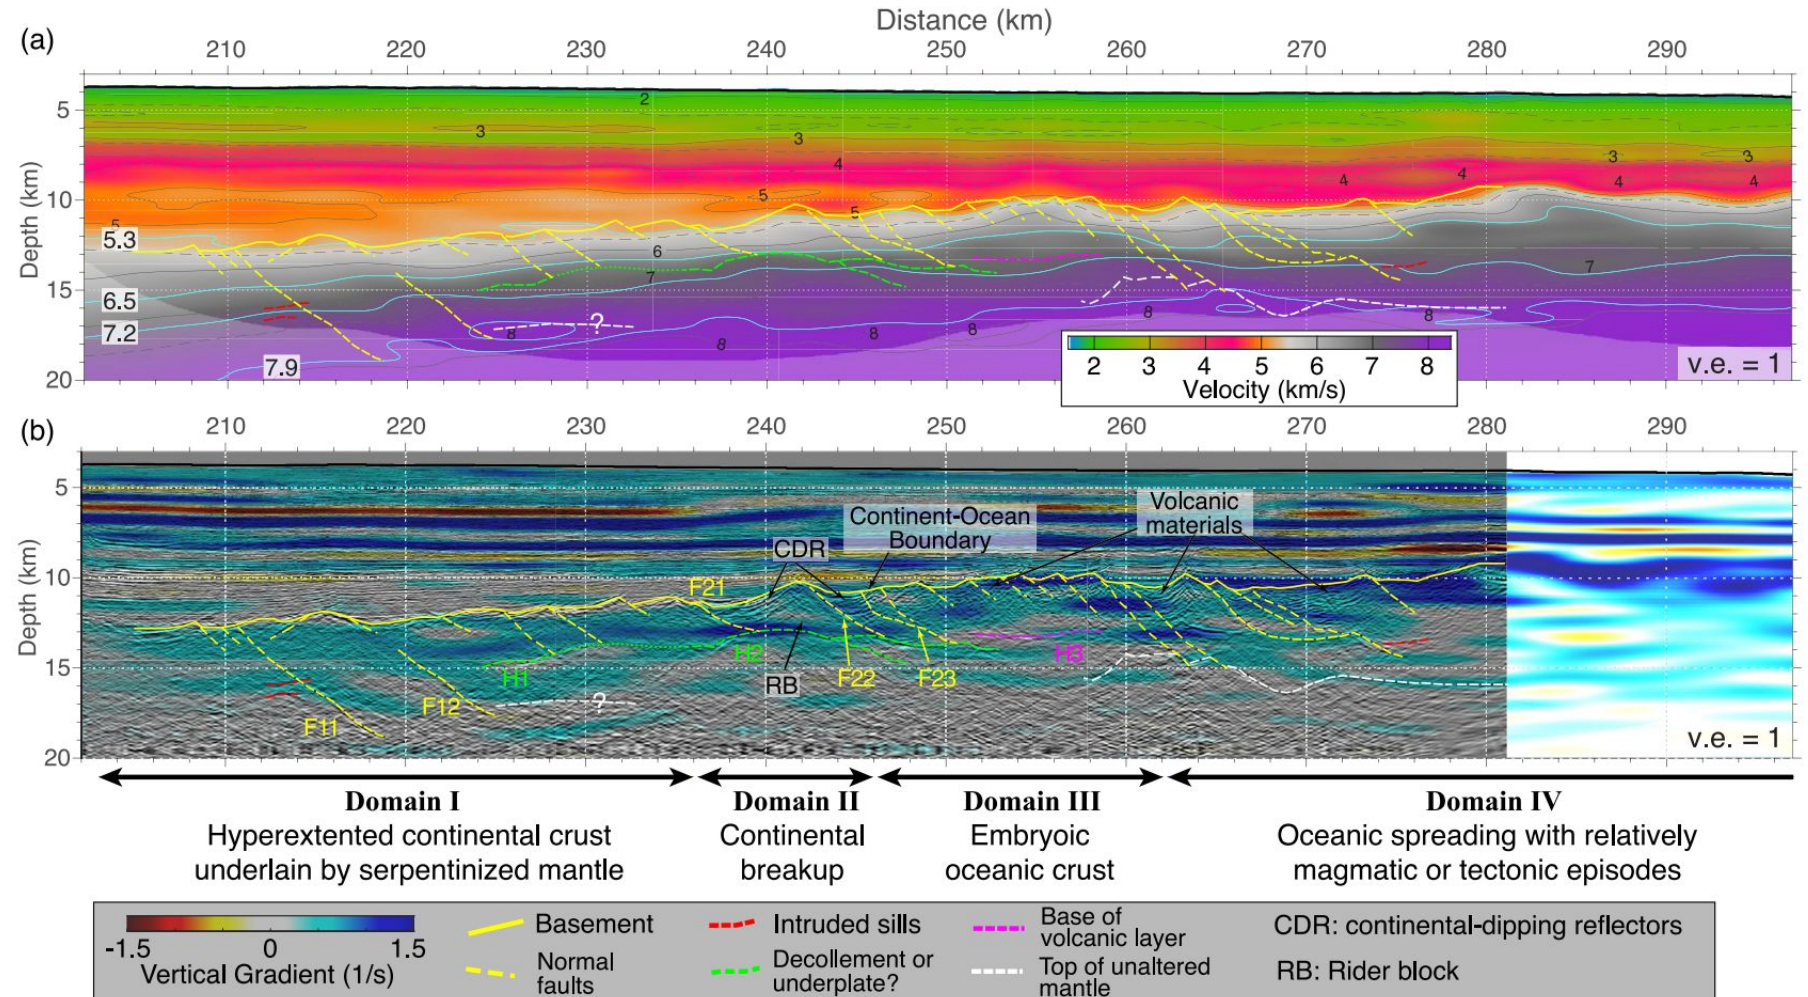 Distance (km)
(a)
210 220 230 240 250 260 270 280 290
Depth (km)
5
10
15
20
2
3
3
3
3
4
4
4
4
4
5
5
5
5.3
6
6.5
7
7
7.2
7.9
8
8
8
8
8
8
?
2 3 4 5 6 7 8
Velocity (km/s)
v.e. = 1
(b)
210 220 230 240 250 260 270 280 290
Depth (km)
5
10
15
20
Volcanic
materials
Continent-Ocean
Boundary
CDR
F21
H1
H2
H3
RB
F22
F23
F12
F11
?
v.e. = 1
Domain I
Hyperextented continental crust
underlain by serpentinized mantle
Domain II
Continental
breakup
Domain III
Embryoic
oceanic crust
Domain IV
Oceanic spreading with relatively
magmatic or tectonic episodes
-1.5 0 1.5
Vertical Gradient (1/s)
Basement
Normal
faults
Intruded sills
Decollement or
underplate?
Base of
volcanic layer
Top of unaltered
mantle
CDR: continental-dipping reflectors
RB: Rider block